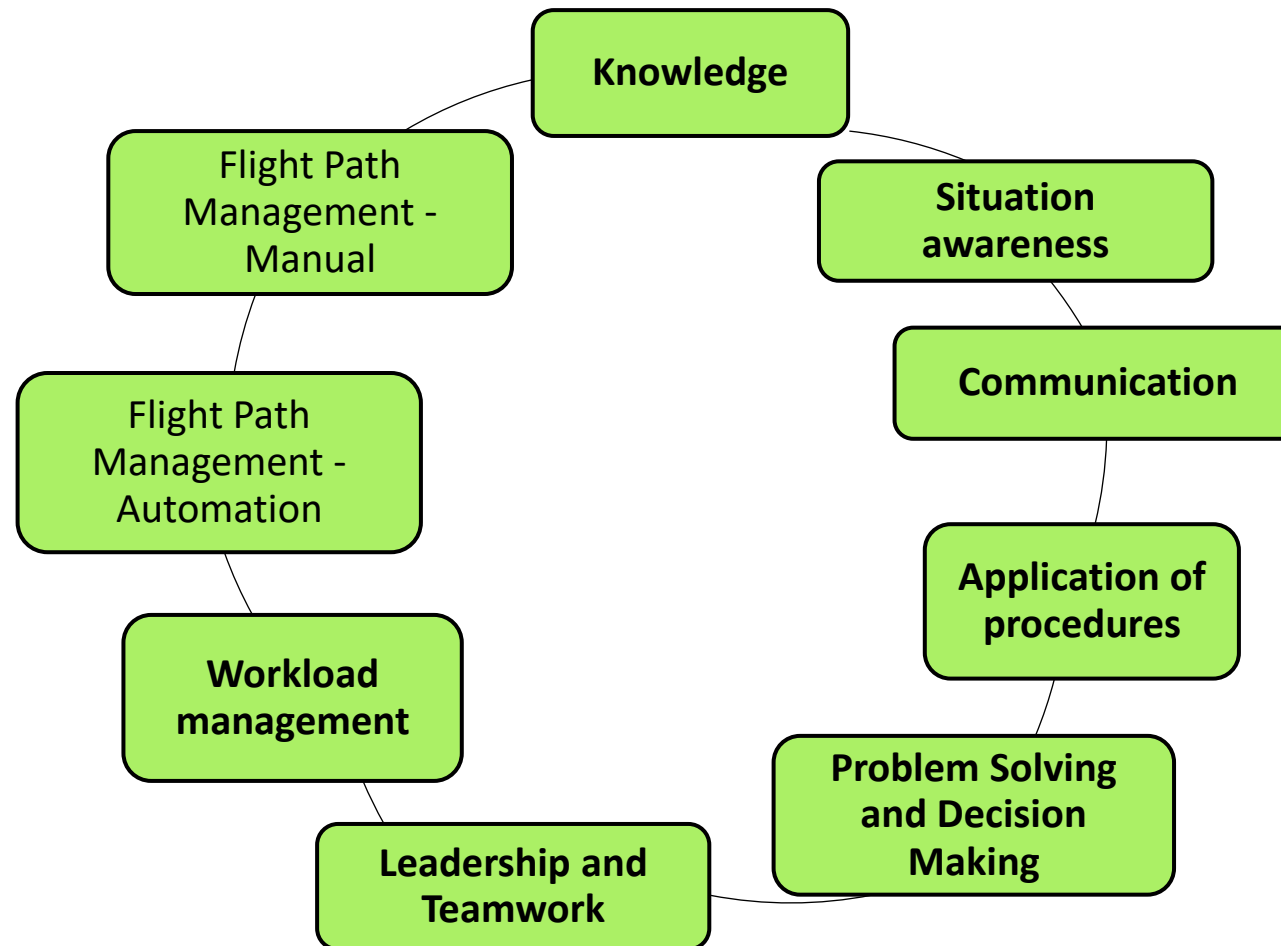 Knowledge
Situation
awareness
Communication
Application of
procedures
Problem Solving
and Decision
Making
Leadership and
Teamwork
Workload
management
Flight Path
Management -
Automation
Flight Path
Management -
Manual